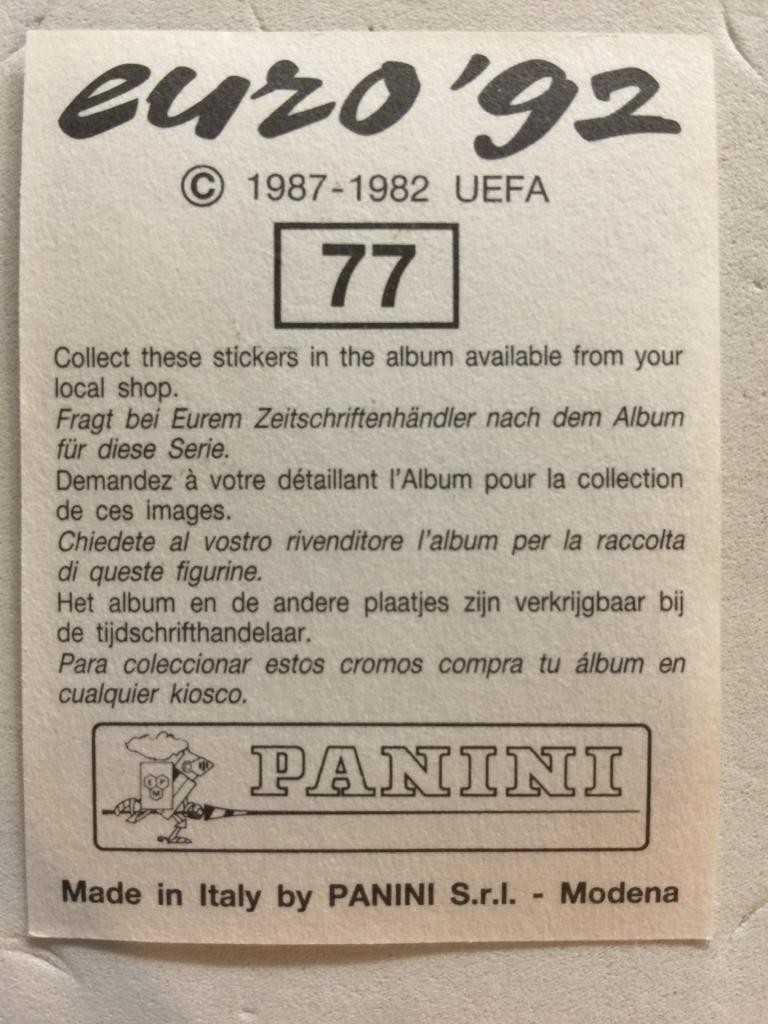 euro '92
© 1987-1982 UEFA
77
Collect these stickers in the album available from your
local shop.
Fragt bei Eurem Zeitschriftenhändler nach dem Album
für diese Serie.
Demandez à votre détaillant l'Album pour la collection
de ces images.
Chiedete al vostro rivenditore l'album per la raccolta
di queste figurine.
Het album en de andere plaatjes zijn verkrijgbaar bij
de tijdschrifthandelaar.
Para coleccionar estos cromos compra tu álbum en
cualquier kiosco.
PANINI
Made in Italy by PANINI S.r.l. - Modena